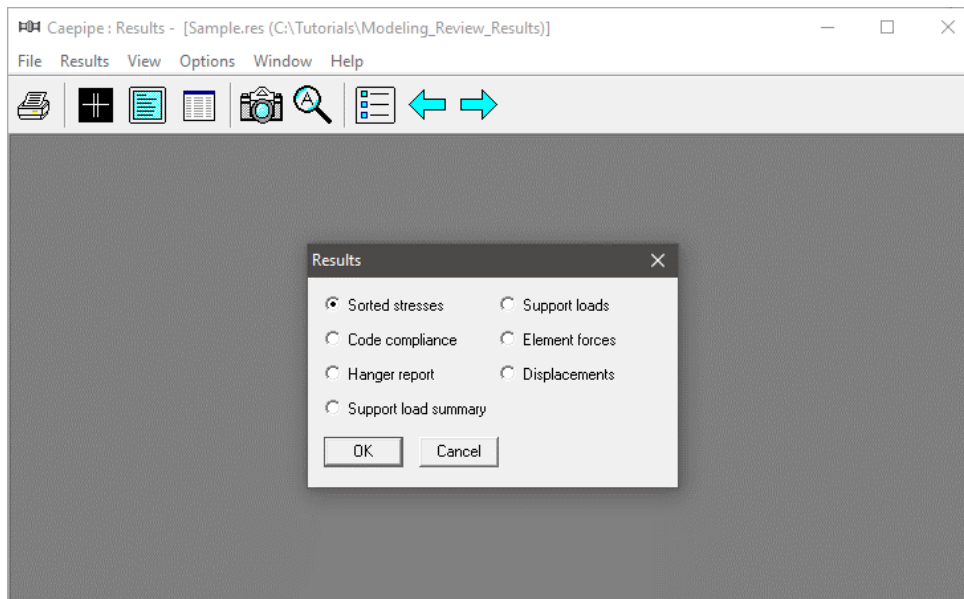 Caepipe : Results - [Sample.res (C:\Tutorials\Modeling_Review_Results)]
File Results View Options Window Help
A
Results
Sorted stresses Support loads
Code compliance Element forces
Hanger report Displacements
Support load summary
OK Cancel